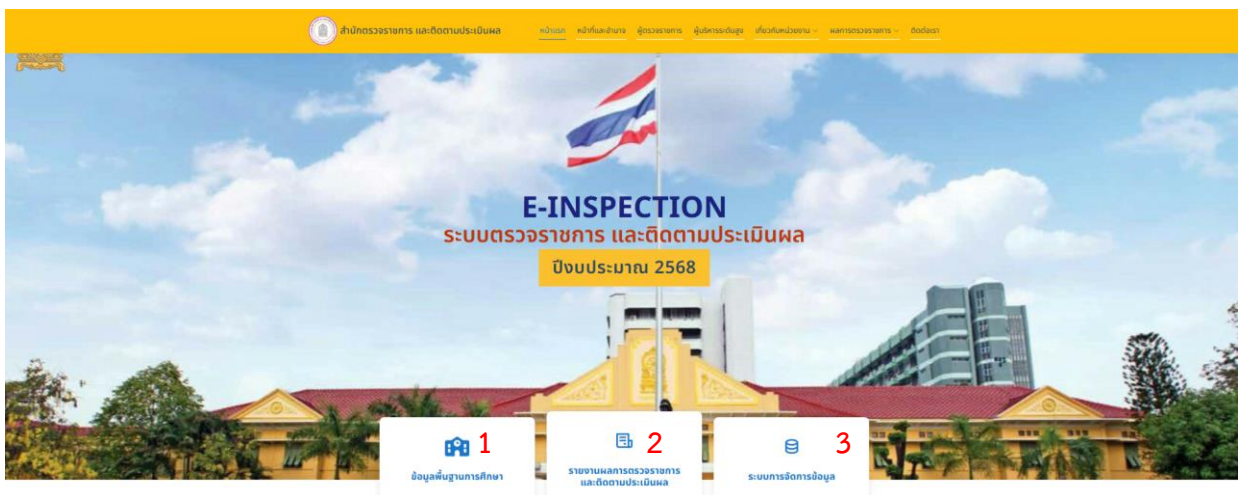 สำนักตรวจราชการ และติดตามประเมินผล
หน้าแรก หน้าที่และอำนาจ ผู้ตรวจราชการ ผู้บริหารระดับสูง เกี่ยวกับหน่วยงาน ผลการตรวจราชการ ติดต่อเรา
E-INSPECTION
ระบบตรวจราชการ และติดตามประเมินผล
ปีงบประมาณ 2568
1
ข้อมูลพื้นฐานการศึกษา
2
รายงานผลการตรวจราชการ
และติดตามประเมินผล
3
ระบบการจัดการข้อมูล